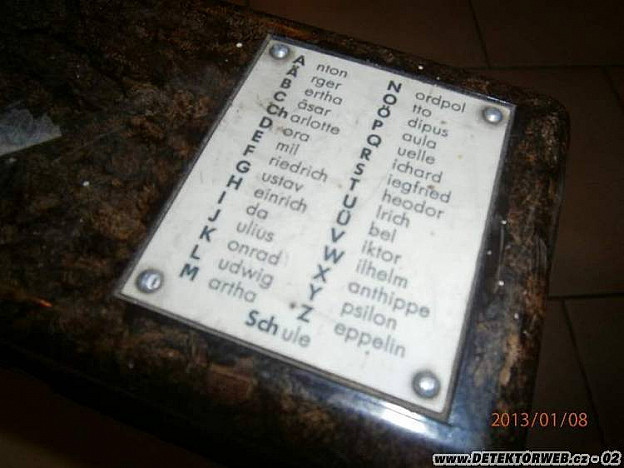 Anton
Ärger
Bertha
Cäsar
Charlotte
Dora
Emil
Friedrich
Gustav
Heinrich
Ida
Julius
Konrad
Ludwig
Martha
Nordpol
Otto
Ödipus
Paula
Quelle
Richard
Siegfried
Theodor
Ulrich
Übel
Viktor
Wilhelm
Xanthippe
Ypsilon
Zeppelin
Schule
2013/01/08
www.DETEKTORWEB.cz - 02